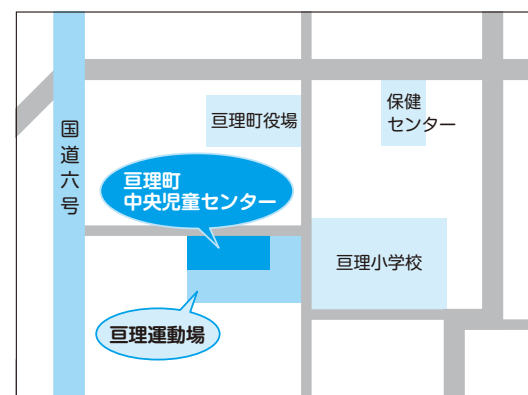 国道六号
亘理町役場
保健
センター
亘理町
中央児童センター
亘理小学校
亘理運動場